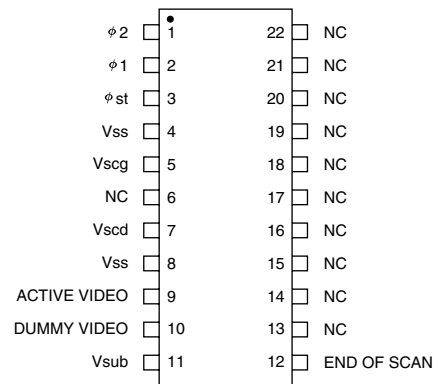 φ2 1 22 NC
φ1 2 21 NC
φst 3 20 NC
Vss 4 19 NC
Vscg 5 18 NC
NC 6 17 NC
Vscd 7 16 NC
Vss 8 15 NC
ACTIVE VIDEO 9 14 NC
DUMMY VIDEO 10 13 NC
Vsub 11 12 END OF SCAN